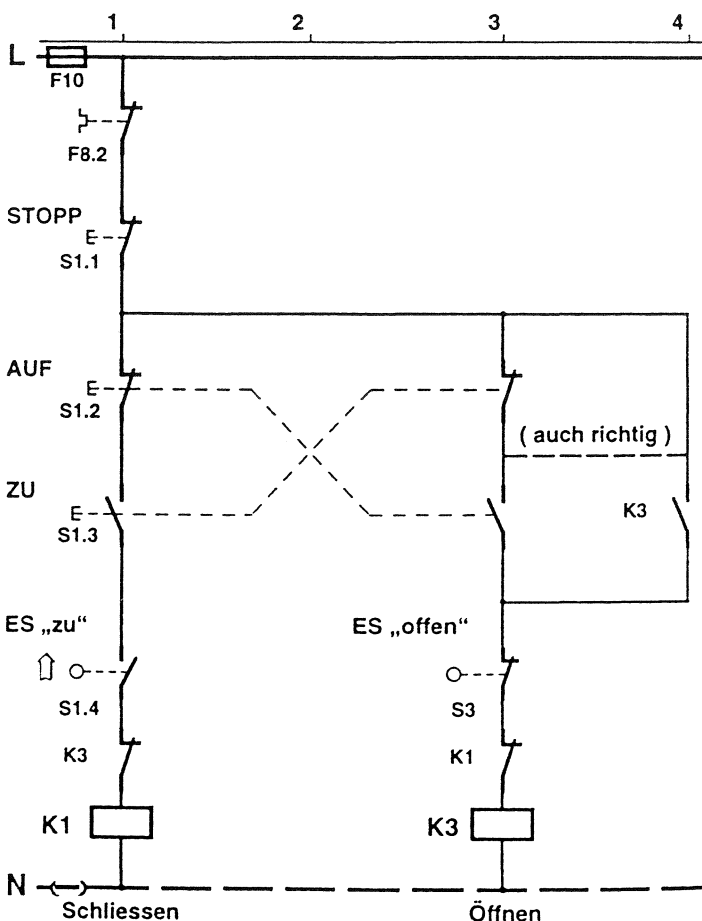 1 2 3 4
L
F10
F8.2
STOPP
S1.1
AUF
S1.2
( auch richtig )
ZU
S1.3
K3
ES „zu“
ES „offen“
S1.4
S3
K3
K1
K1
K3
N
Schliessen
Öffnen